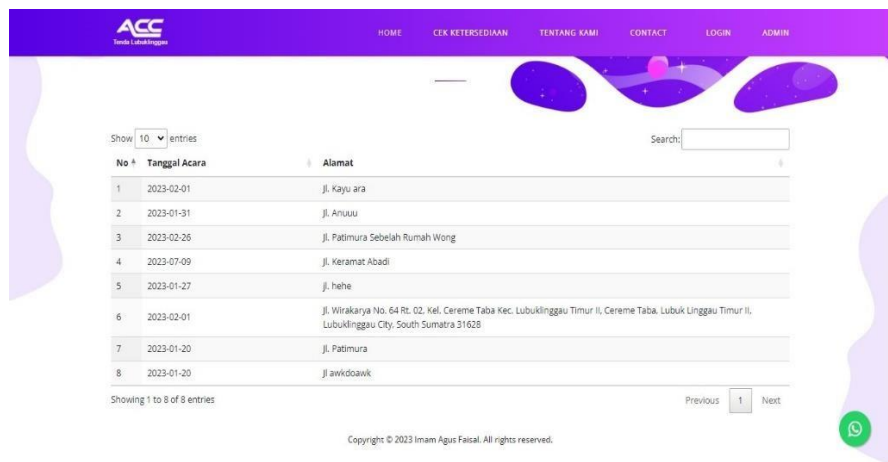 ACC
Tenda Lubuklinggau
HOME CEK KETERSEDIAAN TENTANG KAMI CONTACT LOGIN ADMIN
Show 10 entries Search:
No Tanggal Acara Alamat
1 2023-02-01 Jl. Kayu ara
2 2023-01-31 Jl. Anuuu
3 2023-02-26 Jl. Patimura Sebelah Rumah Wong
4 2023-07-09 Jl. Keramat Abadi
5 2023-01-27 jl. hehe
6 2023-02-01 Jl. Wirakarya No. 64 Rt. 02, Kel. Cereme Taba Kec. Lubuklinggau Timur II, Cereme Taba, Lubuk Linggau Timur II,
Lubuklinggau City, South Sumatra 31628
7 2023-01-20 Jl. Patimura
8 2023-01-20 Jl awkdoawk
Showing 1 to 8 of 8 entries Previous 1 Next
Copyright © 2023 Imam Agus Faisal. All rights reserved.